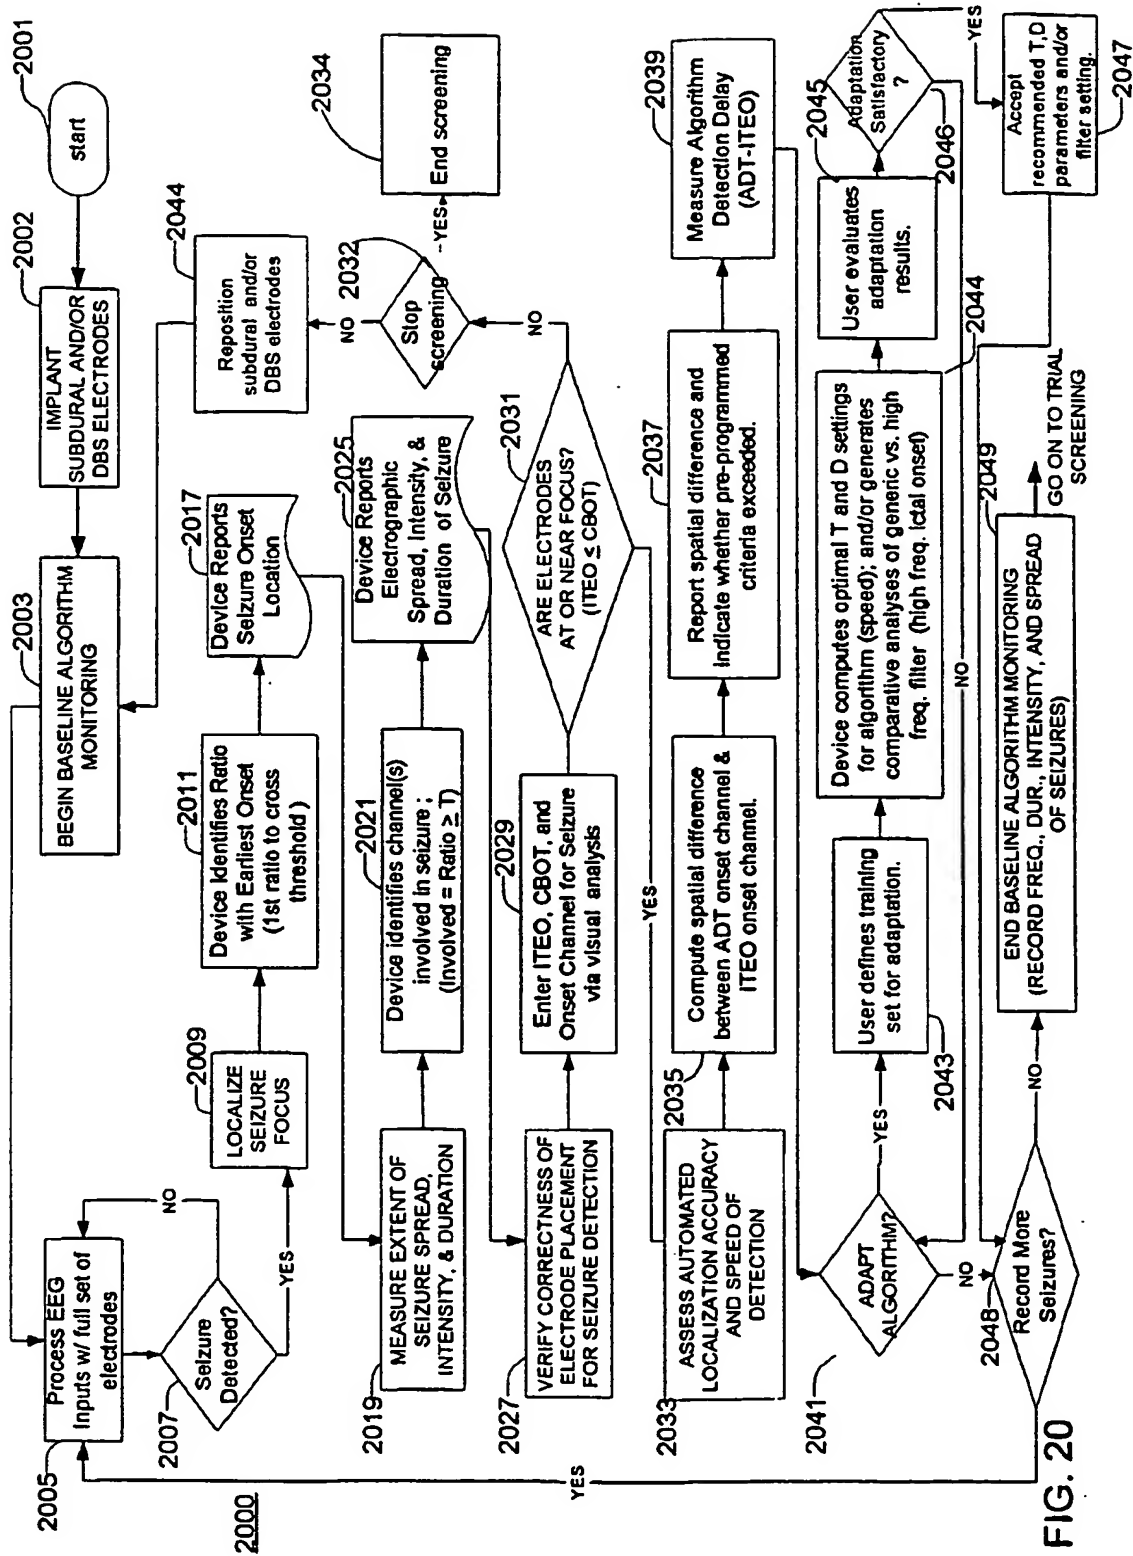 2000
start
2001
IMPLANT
SUBDURAL AND/OR
DBS ELECTRODES
2002
BEGIN BASELINE ALGORITHM
MONITORING
2003
Process EEG
Inputs w/ full set of
electrodes
2005
Seizure
Detected?
2007
NO
YES
LOCALIZE
SEIZURE
FOCUS
2009
Device Identifies Ratio
with Earliest Onset
(1st ratio to cross
threshold )
2011
Device Reports
Seizure Onset
Location
2017
MEASURE EXTENT OF
SEIZURE SPREAD,
INTENSITY, & DURATION
2019
Device identifies channel(s)
involved in seizure ;
(Involved = Ratio ≥ T)
2021
Device Reports
Electrographic
Spread, Intensity, &
Duration of Seizure
2025
VERIFY CORRECTNESS OF
ELECTRODE PLACEMENT
FOR SEIZURE DETECTION
2027
Enter ITEO, CBOT, and
Onset Channel for Seizure
via visual analysis
2029
ARE ELECTRODES
AT OR NEAR FOCUS?
(ITEO ≤ CBOT)
2031
NO
YES
Stop
screening
2032
NO
YES
Reposition
subdural and/or
DBS electrodes
2044
End screening
2034
ASSESS AUTOMATED
LOCALIZATION ACCURACY
AND SPEED OF
DETECTION
2033
Compute spatial difference
between ADT onset channel &
ITEO onset channel.
2035
Report spatial difference and
indicate whether pre-programmed
criteria exceeded.
2037
Measure Algorithm
Detection Delay
(ADT-ITEO)
2039
ADAPT
ALGORITHM?
2041
YES
NO
User defines training
set for adaptation.
2043
Device computes optimal T and D settings
for algorithm (speed); and/or generates
comparative analyses of generic vs. high
freq. filter (high freq. ictal onset)
2044
User evaluates
adaptation
results.
2045
Adaptation
Satisfactory
?
2046
NO
YES
Accept
recommended T,D
parameters and/or
filter setting.
2047
Record More
Seizures?
2048
YES
NO
END BASELINE ALGORITHM MONITORING
(RECORD FREQ., DUR., INTENSITY, AND SPREAD
OF SEIZURES)
2049
GO ON TO TRIAL
SCREENING
FIG. 20